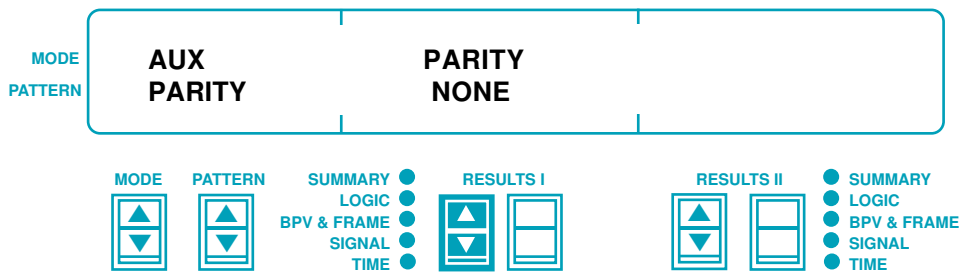 MODE AUX PARITY
PATTERN PARITY NONE
MODE PATTERN SUMMARY RESULTS I RESULTS II SUMMARY
LOGIC LOGIC
BPV & FRAME BPV & FRAME
SIGNAL SIGNAL
TIME TIME